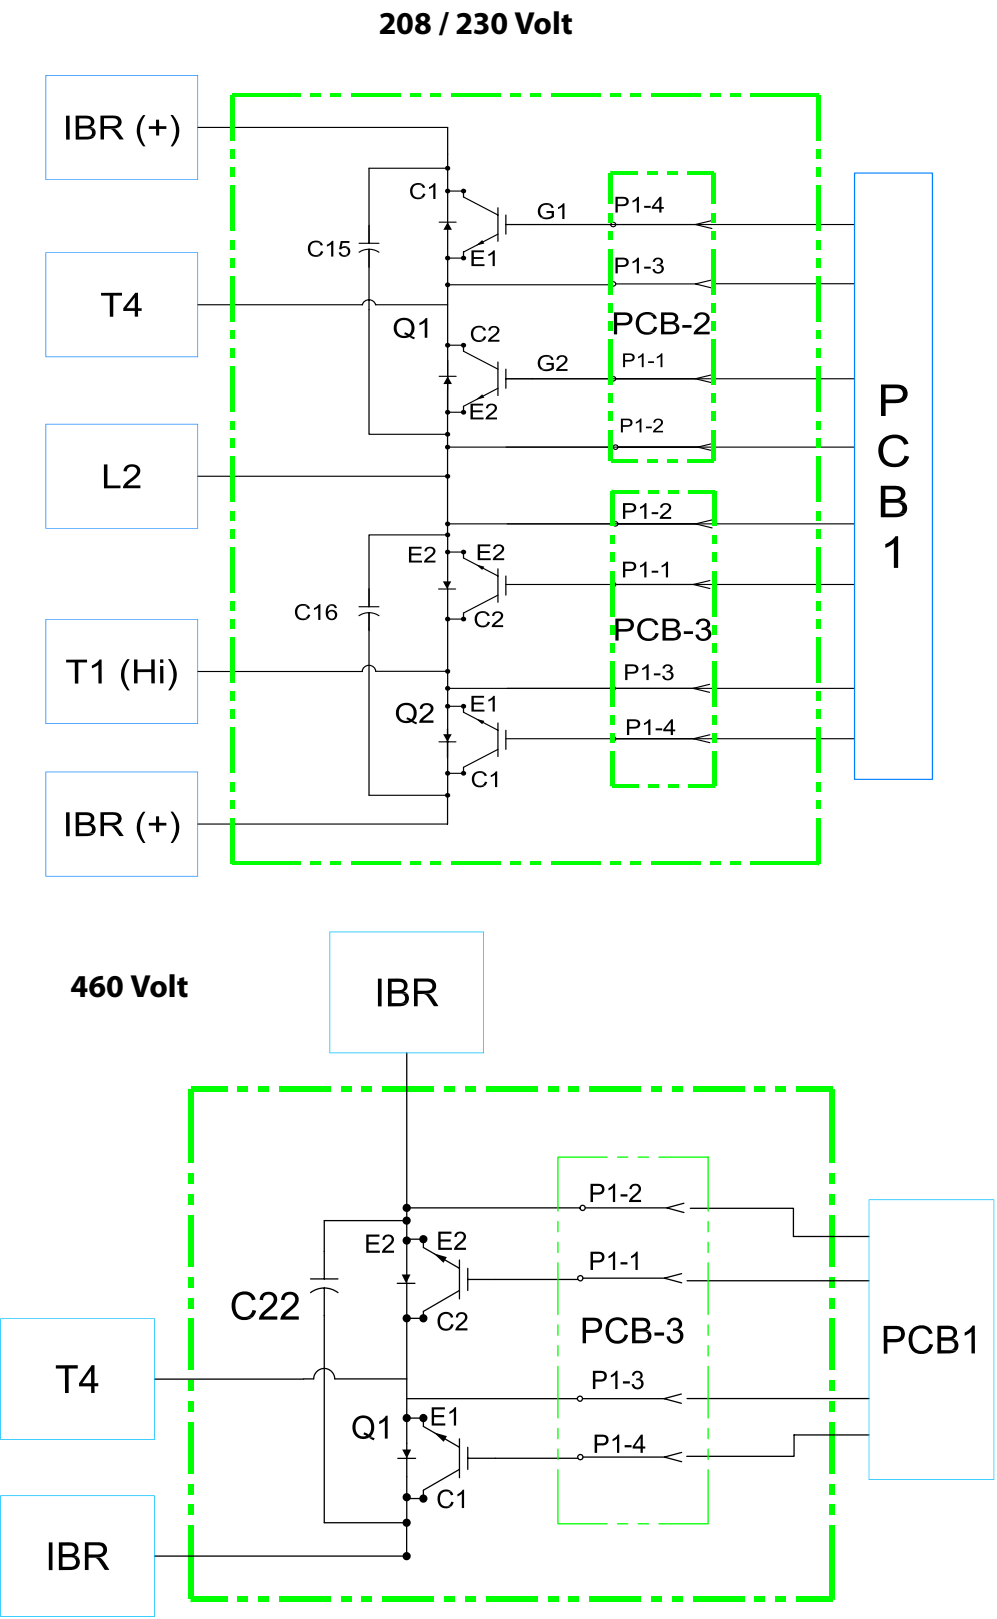 208 / 230 Volt
IBR (+)
C1
G1
P1-4
C15
E1
P1-3
T4
Q1
C2
PCB-2
G2
P1-1
E2
P1-2
L2
P
C
B
1
P1-2
E2
E2
P1-1
C16
C2
PCB-3
T1 (Hi)
P1-3
Q2
E1
P1-4
C1
IBR (+)
460 Volt
IBR
P1-2
E2
E2
P1-1
C22
C2
PCB-3
PCB1
T4
P1-3
Q1
E1
P1-4
C1
IBR